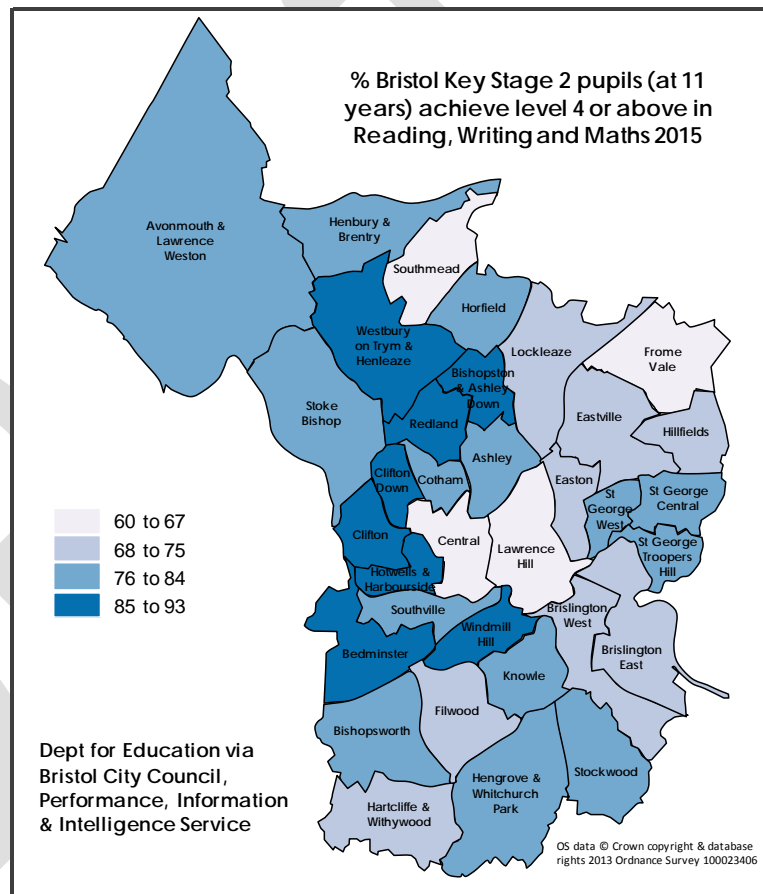 % Bristol Key Stage 2 pupils (at 11
years) achieve level 4 or above in
Reading, Writing and Maths 2015
Avonmouth &
Lawrence
Weston
Henbury &
Brentry
Southmead
Horfield
Westbury
on Trym &
Henleaze
Lockleaze
Frome
Vale
Bishopston
& Ashley
Down
Stoke
Bishop
Redland
Eastville
Hillfields
Ashley
Clifton
Down
Cotham
Easton
St
George
West
St George
Central
Clifton
Central
Lawrence
Hill
St George
Troopers
Hill
Hotwells &
Harbourside
Southville
Brislington
West
Windmill
Hill
Bedminster
Brislington
East
Knowle
Filwood
Bishopsworth
Stockwood
Hengrove &
Whitchurch
Park
Hartcliffe &
Withywood
60 to 67
68 to 75
76 to 84
85 to 93
Dept for Education via
Bristol City Council,
Performance, Information
& Intelligence Service
OS data © Crown copyright & database
rights 2013 Ordnance Survey 100023406